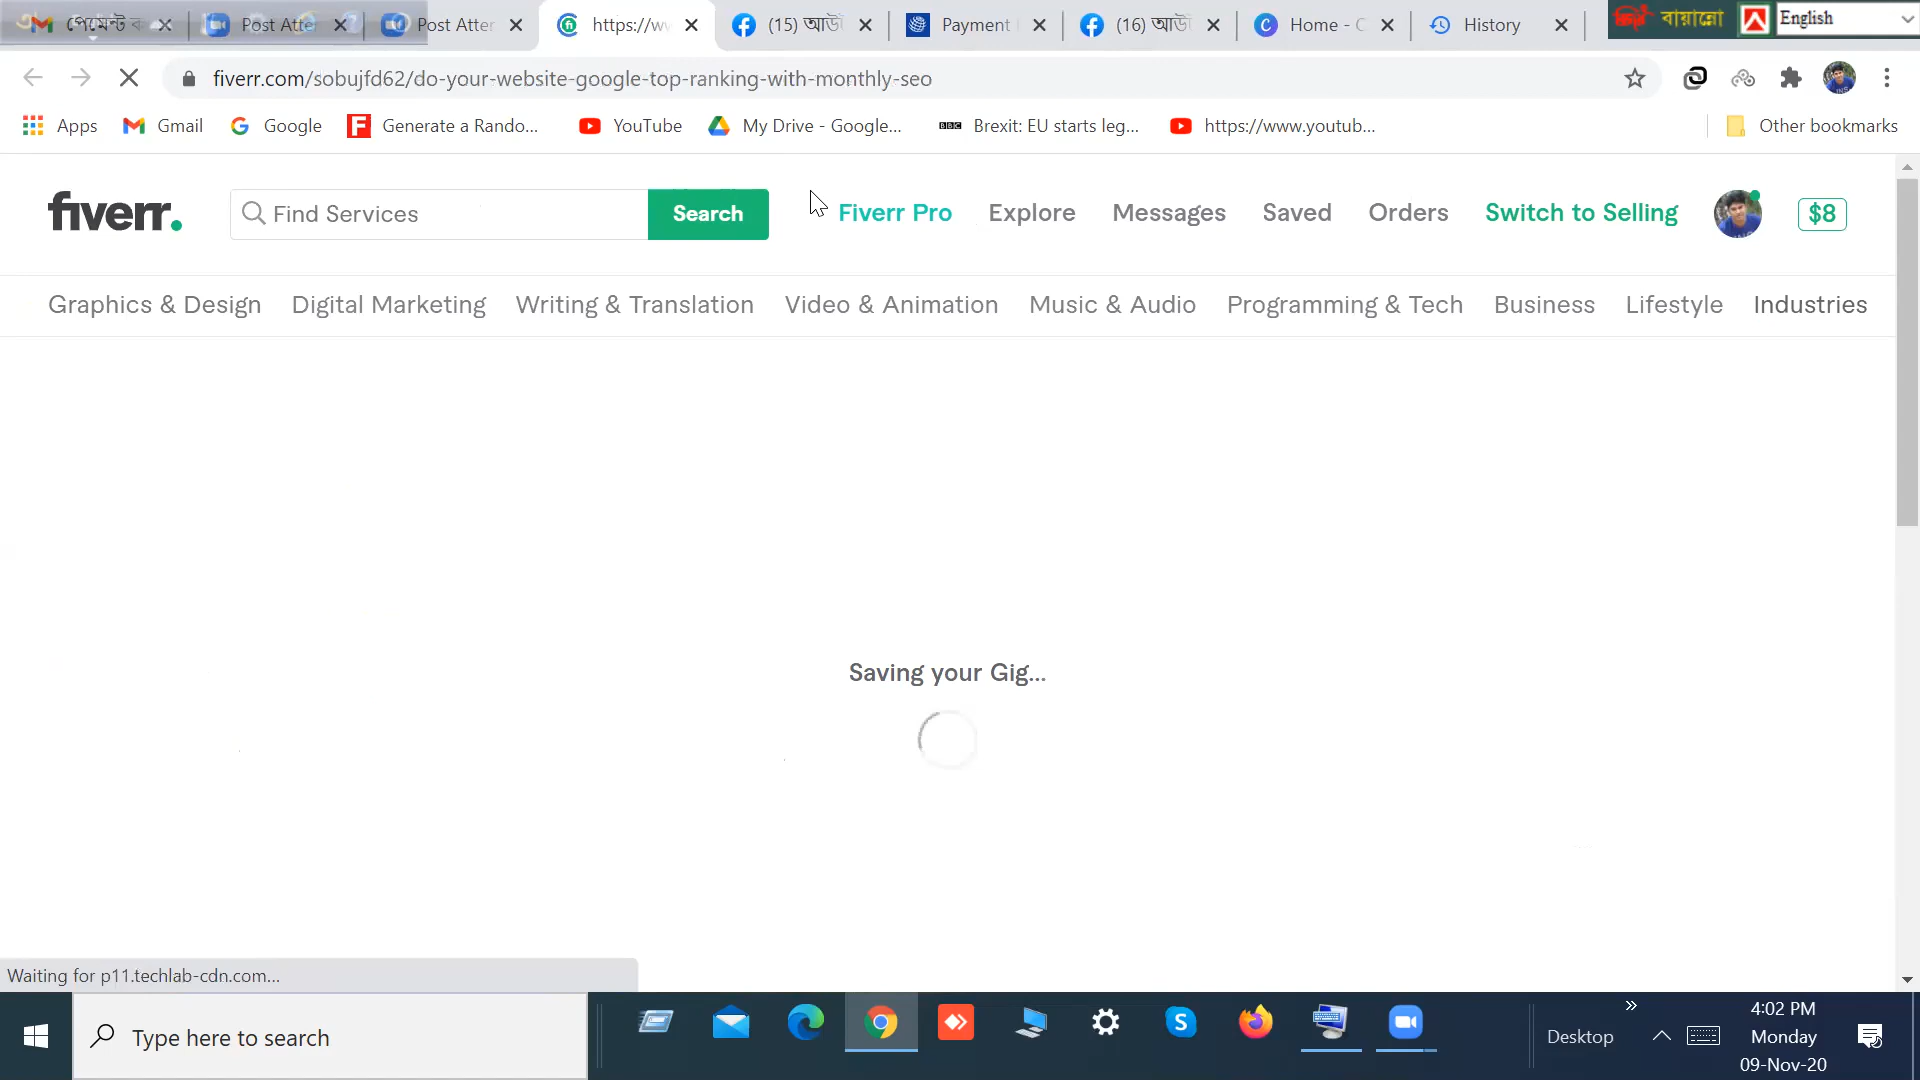 পেমেন্ট
Post Atte
Post Atter
https://ww
(15) আউ
Payment
(16) আউ
Home - C
History
বায়ান্নো
English
fiverr.com/sobujfd62/do-your-website-google-top-ranking-with-monthly-seo
Apps
Gmail
Google
Generate a Rando...
YouTube
My Drive - Google...
BBC
Brexit: EU starts leg...
https://www.youtub...
Other bookmarks
fiverr.
Find Services
Search
Fiverr Pro
Explore
Messages
Saved
Orders
Switch to Selling
$8
Graphics & Design
Digital Marketing
Writing & Translation
Video & Animation
Music & Audio
Programming & Tech
Business
Lifestyle
Industries
Saving your Gig...
Waiting for p11.techlab-cdn.com...
Type here to search
Desktop
4:02 PM
Monday
09-Nov-20